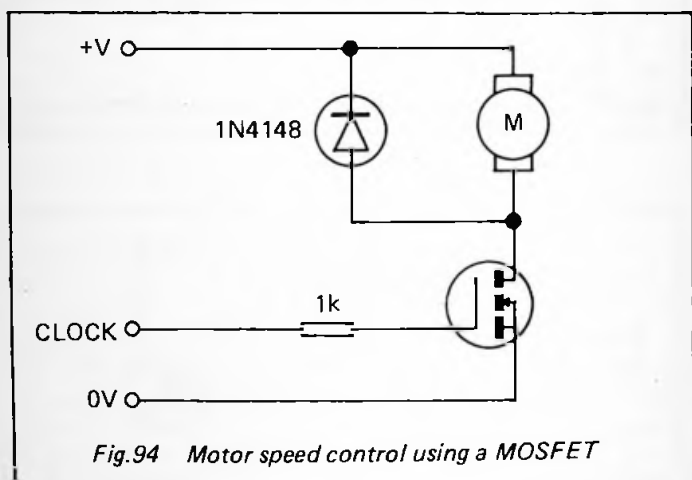 +V
1N4148
M
1k
CLOCK
0V
Fig.94 Motor speed control using a MOSFET